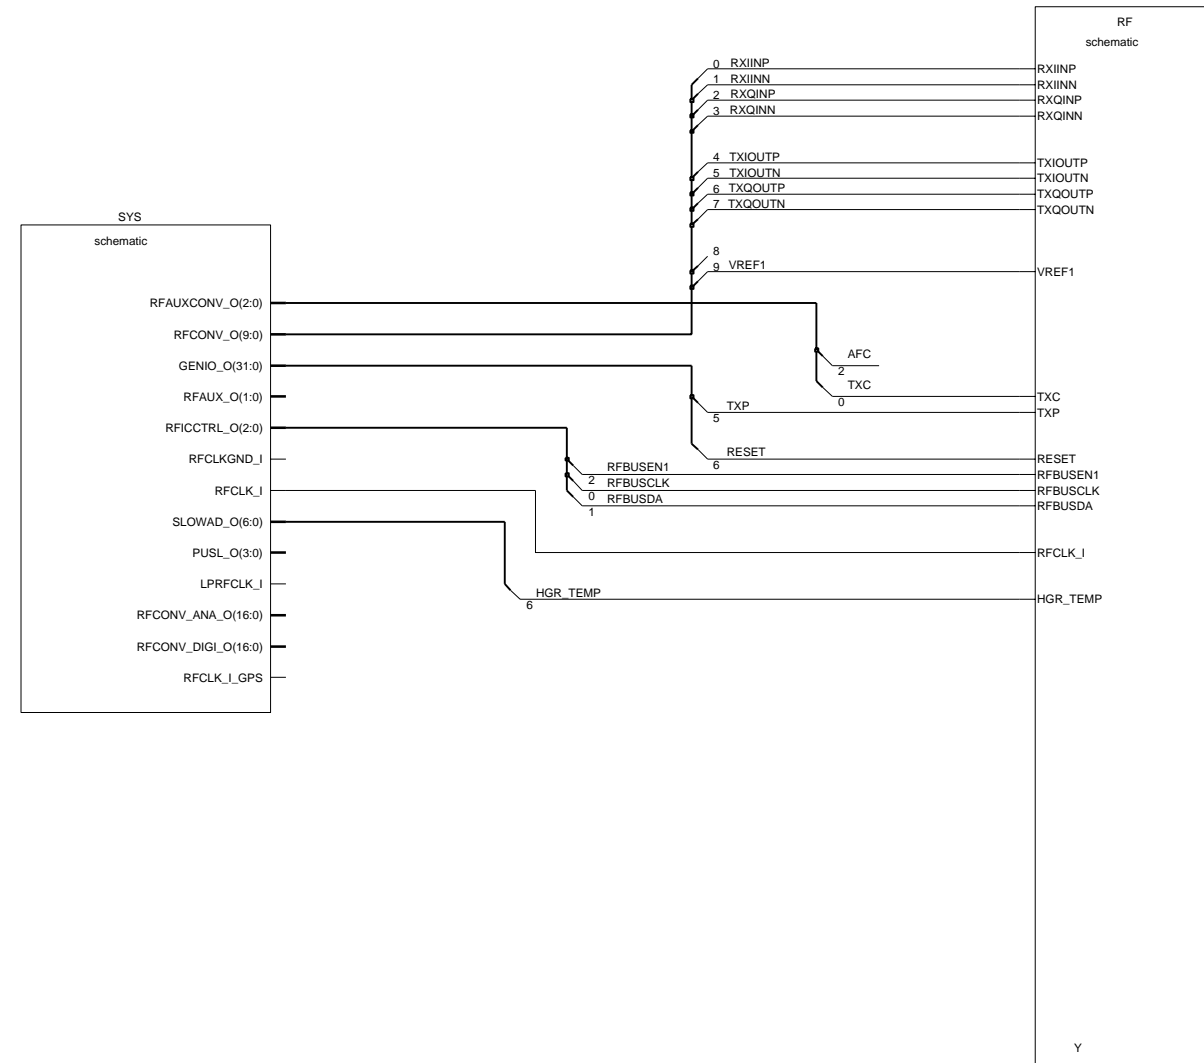 RF
schematic
0 RXIINP
RXIINP
1 RXIINN
RXIINN
2 RXQINP
RXQINP
3 RXQINN
RXQINN
4 TXIOUTP
TXIOUTP
5 TXIOUTN
TXIOUTN
6 TXQOUTP
TXQOUTP
7 TXQOUTN
TXQOUTN
SYS
schematic
8
9 VREF1
VREF1
RFAUXCONV_O(2:0)
RFCONV_O(9:0)
AFC
GENIO_O(31:0)
2
TXC
RFAUX_O(1:0)
0
TXC
TXP
5
TXP
RFICCTRL_O(2:0)
RESET
6
RESET
RFCLKGND_I
RFBUSEN1
2
RFBUSEN1
RFBUSCLK
0
RFBUSCLK
RFCLK_I
RFBUSDA
1
RFBUSDA
SLOWAD_O(6:0)
PUSL_O(3:0)
RFCLK_I
LPRFCLK_I
HGR_TEMP
6
HGR_TEMP
RFCONV_ANA_O(16:0)
RFCONV_DIGI_O(16:0)
RFCLK_I_GPS
Y